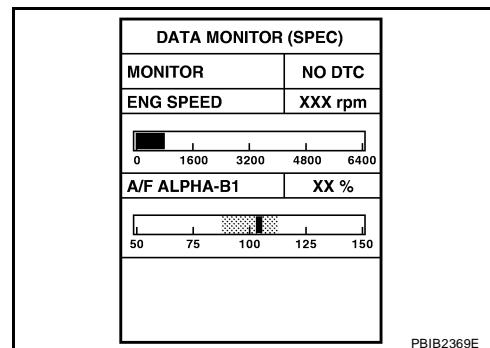 DATA MONITOR (SPEC)
MONITOR NO DTC
ENG SPEED XXX rpm
0 1600 3200 4800 6400
A/F ALPHA-B1 XX %
50 75 100 125 150
PBIB2369E